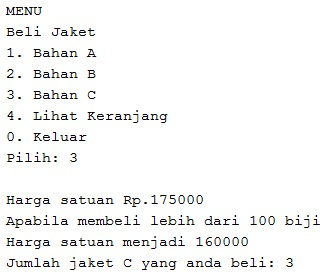 MENU
Beli Jaket
1. Bahan A
2. Bahan B
3. Bahan C
4. Lihat Keranjang
0. Keluar
Pilih: 3
Harga satuan Rp.175000
Apabila membeli lebih dari 100 biji
Harga satuan menjadi 160000
Jumlah jaket C yang anda beli: 3